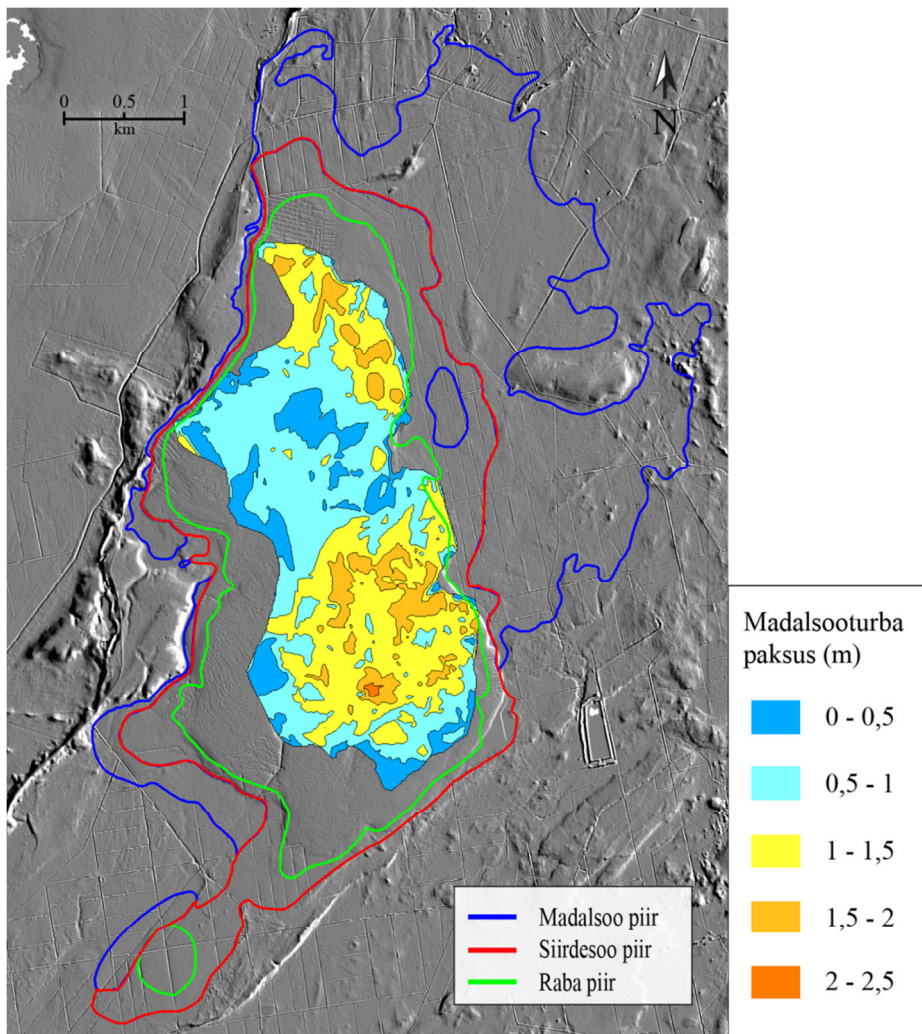 0 0.5 1
km
N
Madalsooturba
paksus (m)
0 - 0,5
0,5 - 1
1 - 1,5
1,5 - 2
2 - 2,5
Madalsoo piir
Siirdesoo piir
Raba piir